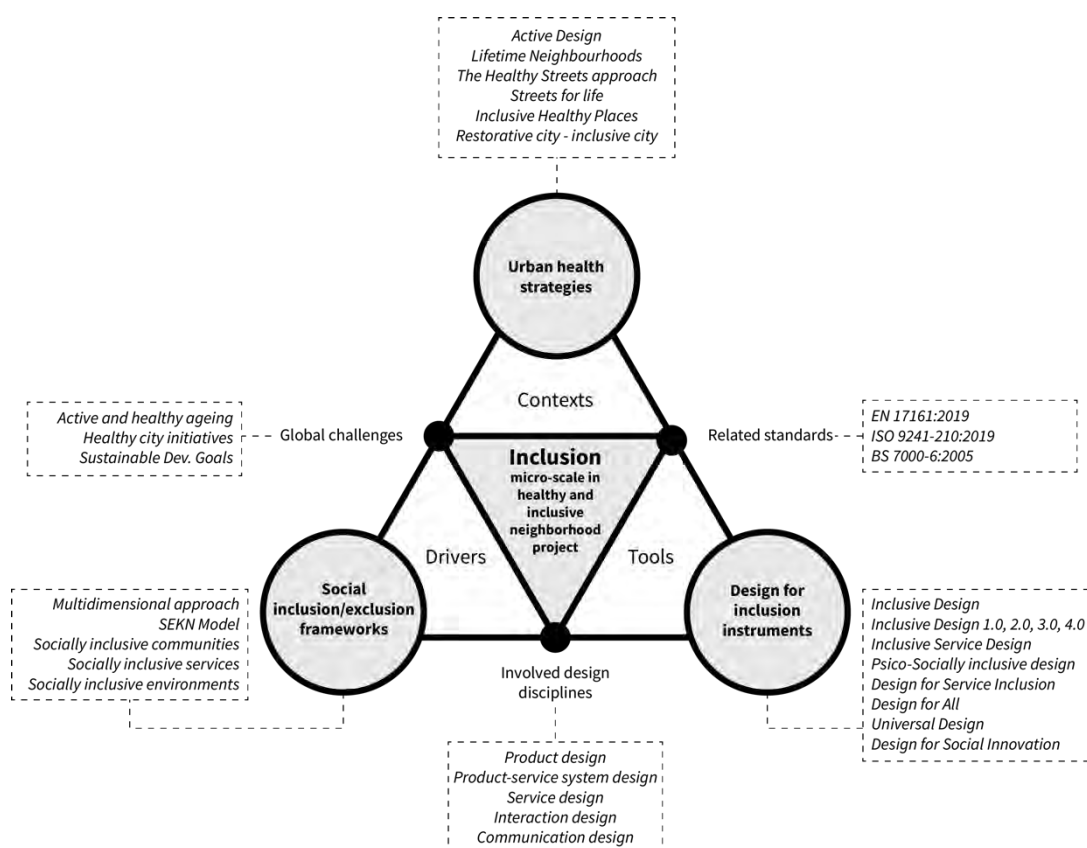 Active Design
Lifetime Neighbourhoods
The Healthy Streets approach
Streets for life
Inclusive Healthy Places
Restorative city - inclusive city
Urban health
strategies
Contexts
Active and healthy ageing
Healthy city initiatives
Sustainable Dev. Goals
Global challenges
Related standards
EN 17161:2019
ISO 9241-210:2019
BS 7000-6:2005
Inclusion
micro-scale in
healthy and
inclusive
neighborhood
project
Drivers
Tools
Social
inclusion/exclusion
frameworks
Design for
inclusion
instruments
Multidimensional approach
SEKN Model
Socially inclusive communities
Socially inclusive services
Socially inclusive environments
Involved design
disciplines
Inclusive Design
Inclusive Design 1.0, 2.0, 3.0, 4.0
Inclusive Service Design
Psico-Socially inclusive design
Design for Service Inclusion
Design for All
Universal Design
Design for Social Innovation
Product design
Product-service system design
Service design
Interaction design
Communication design